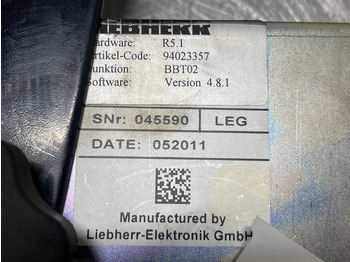 LIEBHERR
Hardware: R5.1
Artikel-Code: 94023357
Funktion: BBT02
Software: Version 4.8.1
SNr: 045590 LEG
DATE: 052011
Manufactured by
Liebherr-Elektronik GmbH